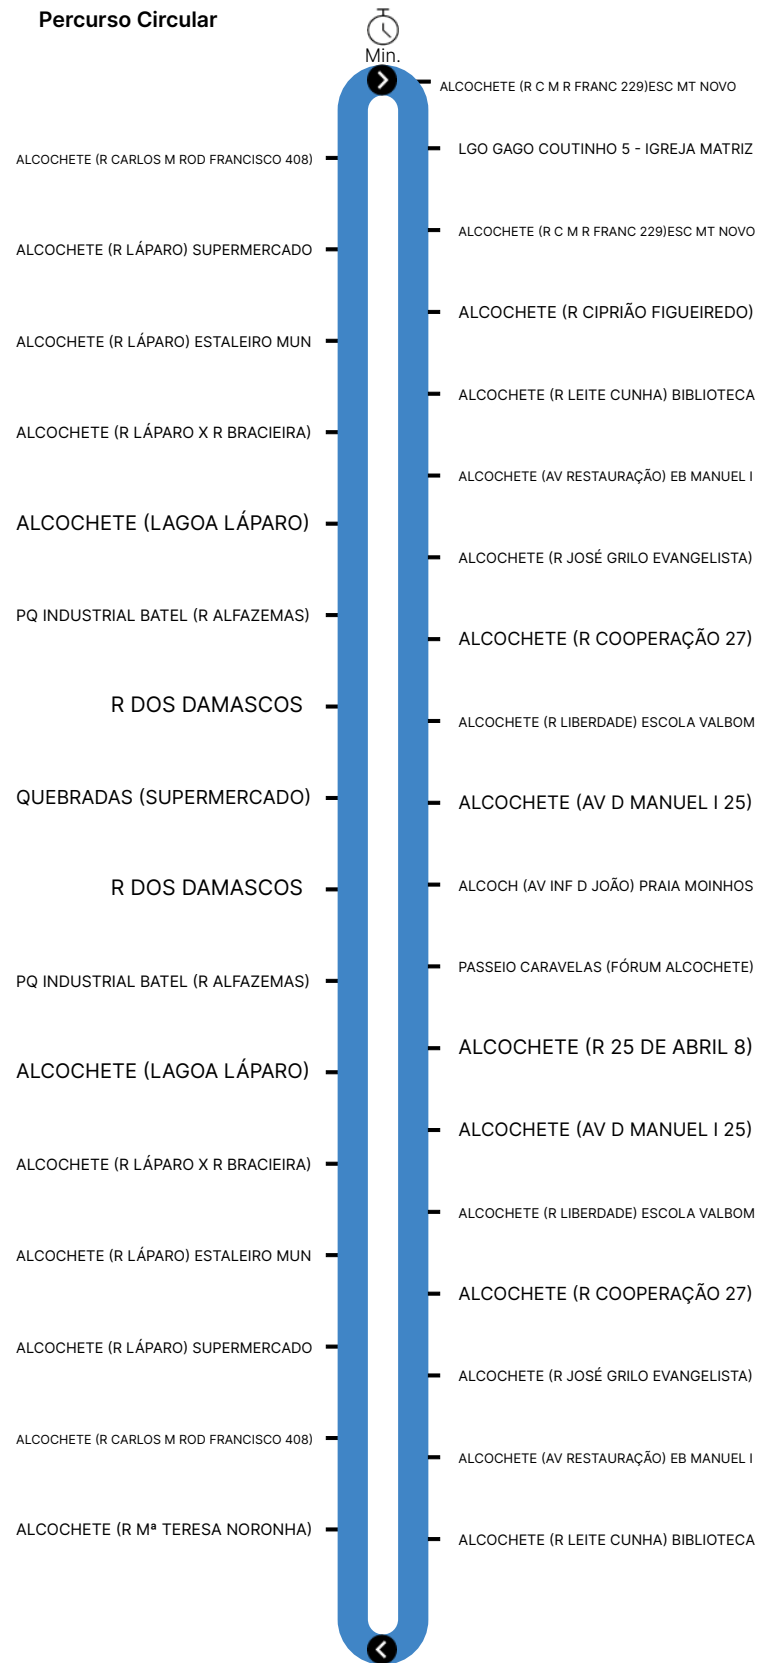 Percurso Circular
Min.
ALCOCHETE (R C M R FRANC 229)ESC MT NOVO
LGO GAGO COUTINHO 5 - IGREJA MATRIZ
ALCOCHETE (R C M R FRANC 229)ESC MT NOVO
ALCOCHETE (R CIPRIÃO FIGUEIREDO)
ALCOCHETE (R LEITE CUNHA) BIBLIOTECA
ALCOCHETE (AV RESTAURAÇÃO) EB MANUEL I
ALCOCHETE (R JOSÉ GRILO EVANGELISTA)
ALCOCHETE (R COOPERAÇÃO 27)
ALCOCHETE (R LIBERDADE) ESCOLA VALBOM
ALCOCHETE (AV D MANUEL I 25)
ALCOCH (AV INF D JOÃO) PRAIA MOINHOS
PASSEIO CARAVELAS (FÓRUM ALCOCHETE)
ALCOCHETE (R 25 DE ABRIL 8)
ALCOCHETE (AV D MANUEL I 25)
ALCOCHETE (R LIBERDADE) ESCOLA VALBOM
ALCOCHETE (R COOPERAÇÃO 27)
ALCOCHETE (R JOSÉ GRILO EVANGELISTA)
ALCOCHETE (AV RESTAURAÇÃO) EB MANUEL I
ALCOCHETE (R LEITE CUNHA) BIBLIOTECA
ALCOCHETE (R CARLOS M ROD FRANCISCO 408)
ALCOCHETE (R LÁPARO) SUPERMERCADO
ALCOCHETE (R LÁPARO) ESTALEIRO MUN
ALCOCHETE (R LÁPARO X R BRACIEIRA)
ALCOCHETE (LAGOA LÁPARO)
PQ INDUSTRIAL BATEL (R ALFAZEMAS)
R DOS DAMASCOS
QUEBRADAS (SUPERMERCADO)
R DOS DAMASCOS
PQ INDUSTRIAL BATEL (R ALFAZEMAS)
ALCOCHETE (LAGOA LÁPARO)
ALCOCHETE (R LÁPARO X R BRACIEIRA)
ALCOCHETE (R LÁPARO) ESTALEIRO MUN
ALCOCHETE (R LÁPARO) SUPERMERCADO
ALCOCHETE (R CARLOS M ROD FRANCISCO 408)
ALCOCHETE (R Mª TERESA NORONHA)